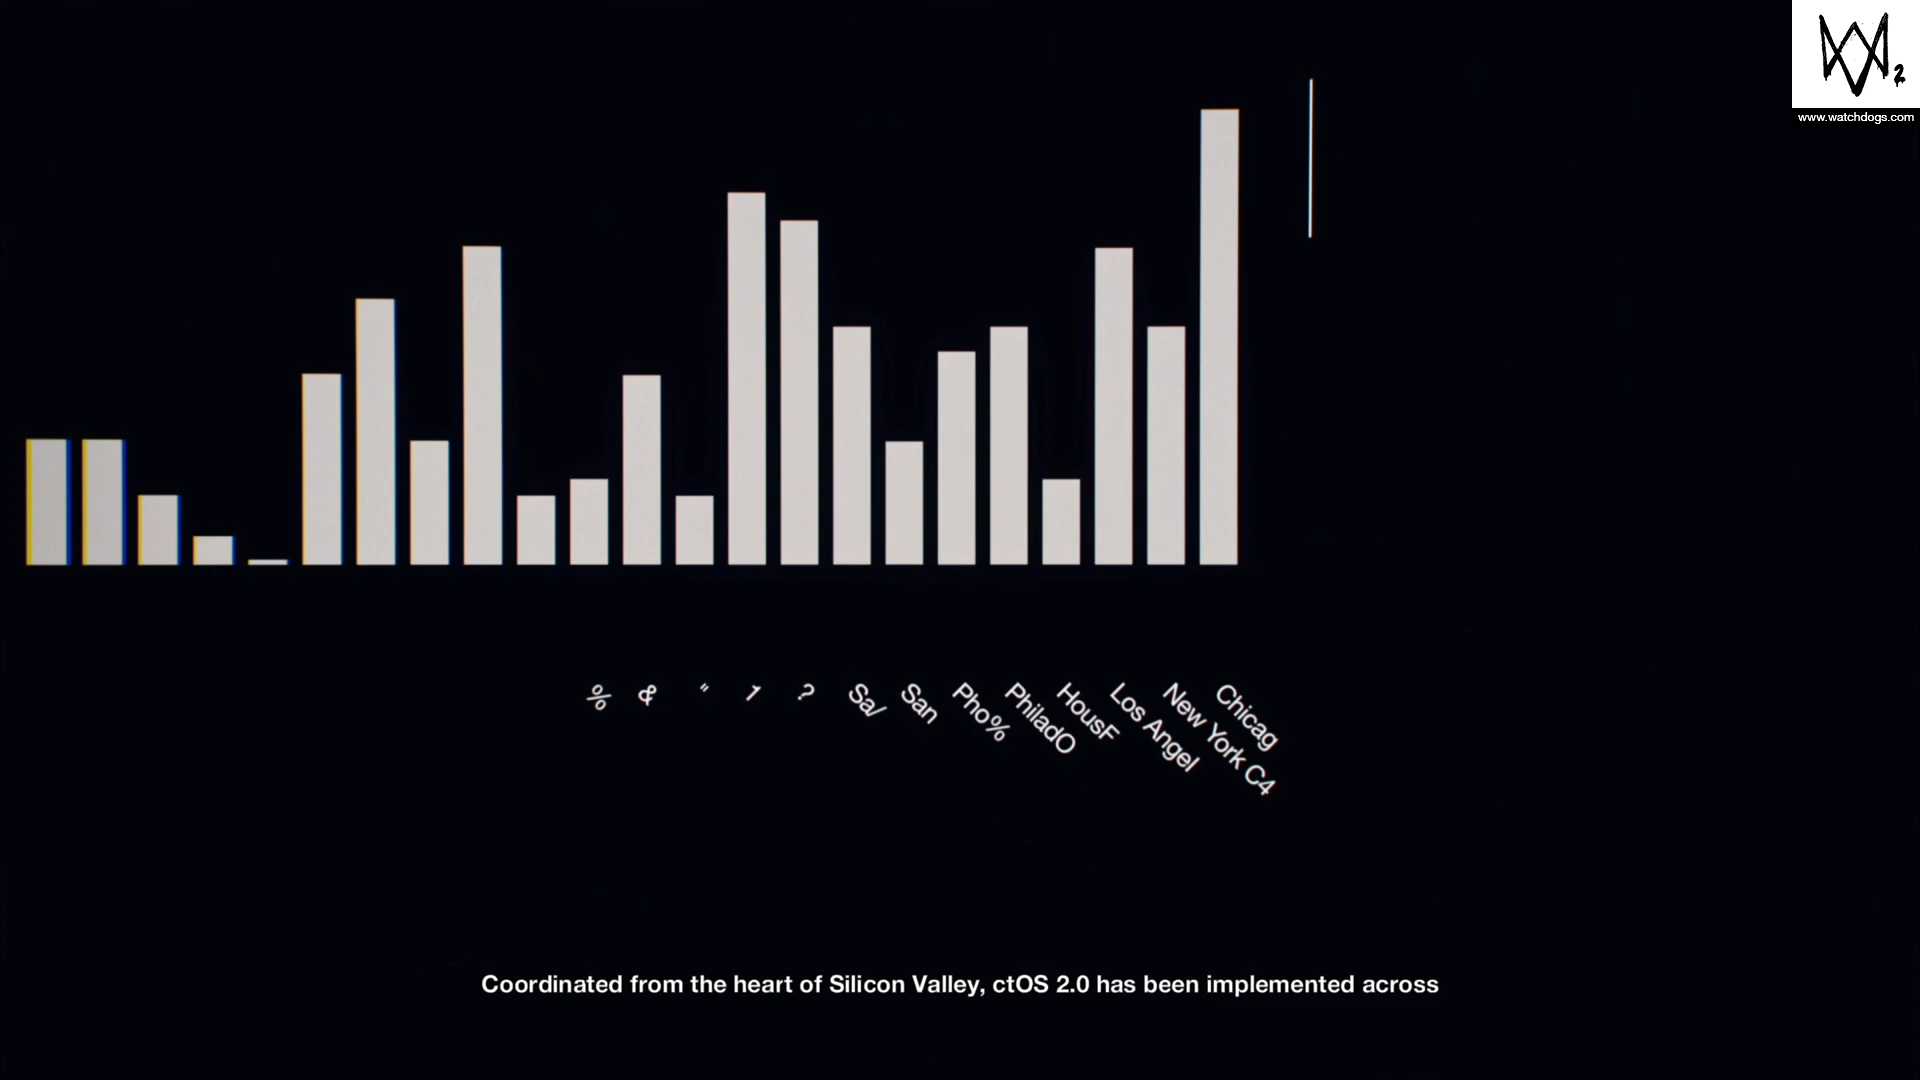 2
www.watchdogs.com
%
&
"
1
?
Sa/
San
Pho%
PhiladO
HousF
Los Angel
New York C4
Chicag
Coordinated from the heart of Silicon Valley, ctOS 2.0 has been implemented across